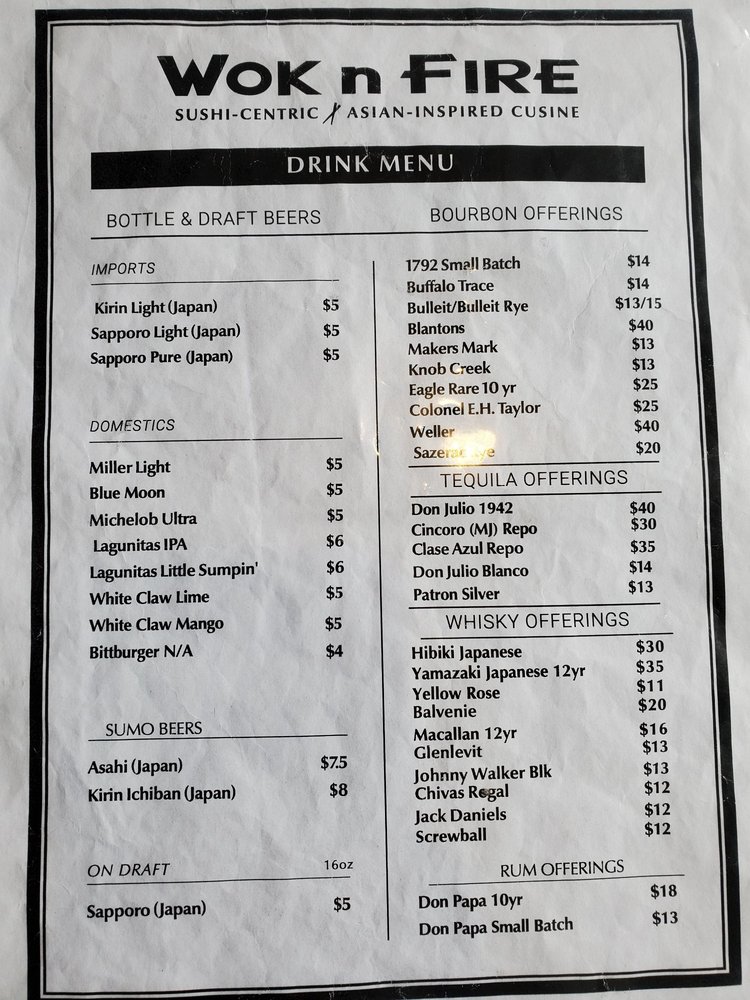 WOK n FIRE
SUSHI-CENTRIC ASIAN-INSPIRED CUSINE
DRINK MENU
BOTTLE & DRAFT BEERS
IMPORTS
Kirin Light (Japan) $5
Sapporo Light (Japan) $5
Sapporo Pure (Japan) $5
DOMESTICS
Miller Light $5
Blue Moon $5
Michelob Ultra $5
Lagunitas IPA $6
Lagunitas Little Sumpin' $6
White Claw Lime $5
White Claw Mango $5
Bittburger N/A $4
SUMO BEERS
Asahi (Japan) $7.5
Kirin Ichiban (Japan) $8
ON DRAFT 16oz
Sapporo (Japan) $5
BOURBON OFFERINGS
1792 Small Batch $14
Buffalo Trace $14
Bulleit/Bulleit Rye $13/15
Blantons $40
Makers Mark $13
Knob Creek $13
Eagle Rare 10 yr $25
Colonel E.H. Taylor $25
Weller $40
Sazerac Rye $20
TEQUILA OFFERINGS
Don Julio 1942 $40
Cincoro (MJ) Repo $30
Clase Azul Repo $35
Don Julio Blanco $14
Patron Silver $13
WHISKY OFFERINGS
Hibiki Japanese $30
Yamazaki Japanese 12yr $35
Yellow Rose $11
Balvenie $20
Macallan 12yr $16
Glenlevit $13
Johnny Walker Blk $13
Chivas Regal $12
Jack Daniels $12
Screwball $12
RUM OFFERINGS
Don Papa 10yr $18
Don Papa Small Batch $13